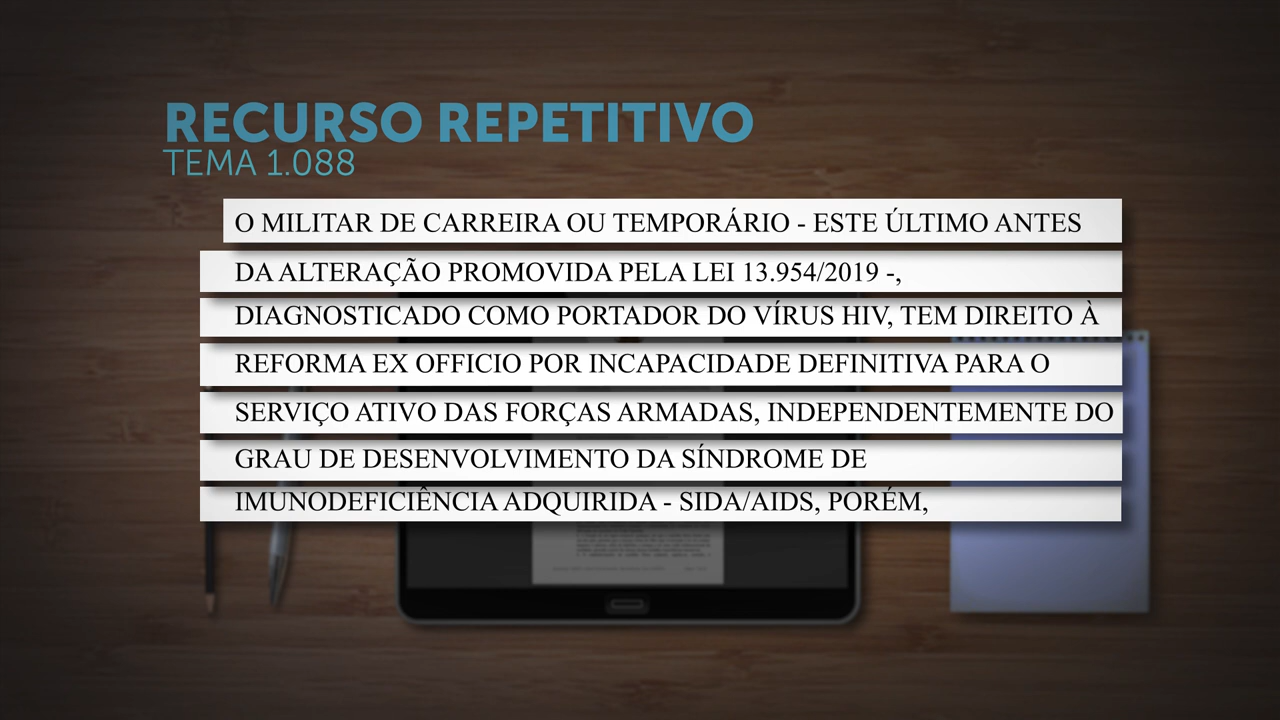 RECURSO REPETITIVO
TEMA 1.088
O MILITAR DE CARREIRA OU TEMPORÁRIO - ESTE ÚLTIMO ANTES
DA ALTERAÇÃO PROMOVIDA PELA LEI 13.954/2019 -,
DIAGNOSTICADO COMO PORTADOR DO VÍRUS HIV, TEM DIREITO À
REFORMA EX OFFICIO POR INCAPACIDADE DEFINITIVA PARA O
SERVIÇO ATIVO DAS FORÇAS ARMADAS, INDEPENDENTEMENTE DO
GRAU DE DESENVOLVIMENTO DA SÍNDROME DE
IMUNODEFICIÊNCIA ADQUIRIDA - SIDA/AIDS, PORÉM,